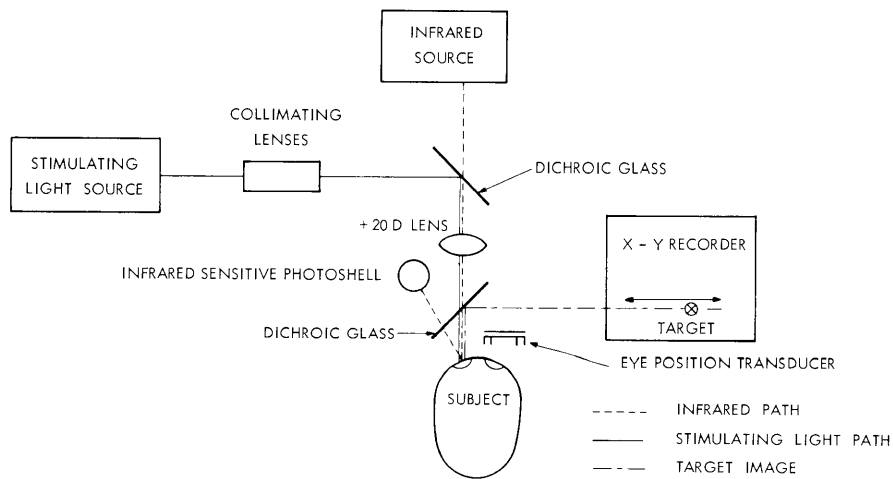 INFRARED
SOURCE
COLLIMATING
LENSES
STIMULATING
LIGHT SOURCE
DICHROIC GLASS
+20 D LENS
X - Y RECORDER
INFRARED SENSITIVE PHOTOSHELL
TARGET
DICHROIC GLASS
EYE POSITION TRANSDUCER
SUBJECT
INFRARED PATH
STIMULATING LIGHT PATH
TARGET IMAGE